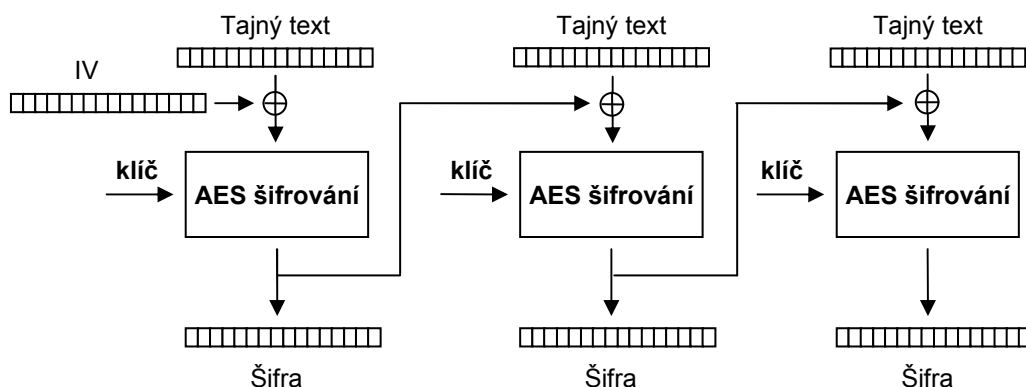 Tajný text
Tajný text
Tajný text
IV
klíč
AES šifrování
klíč
AES šifrování
klíč
AES šifrování
Šifra
Šifra
Šifra